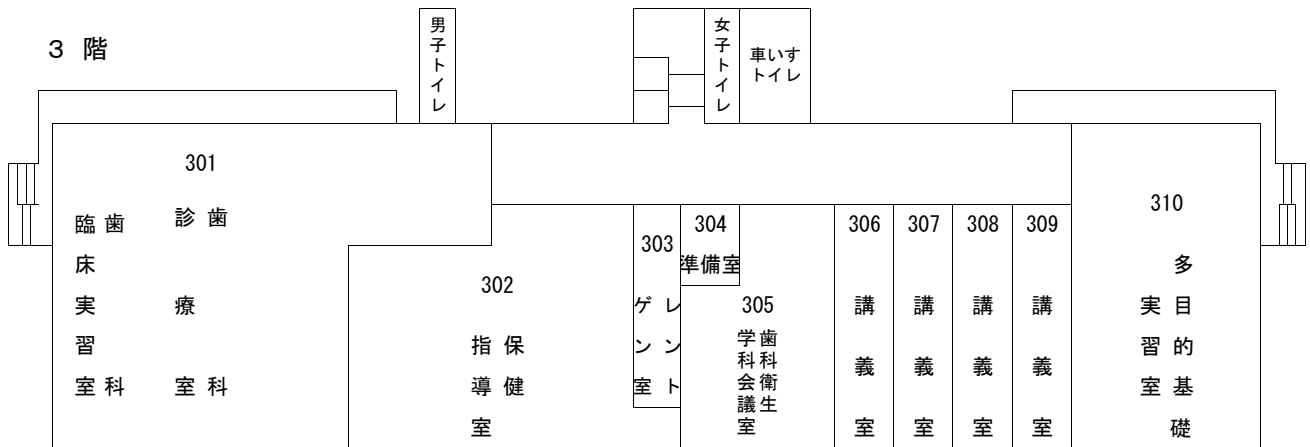 3 階
男子トイレ
女子トイレ
車いす
トイレ
301
歯科診療室
歯科臨床実習室
302
保健
指導室
303
レント
ゲン室
304
準備室
305
歯科衛生
学科会議室
306
講義室
307
講義室
308
講義室
309
講義室
310
多目的基礎
実習室